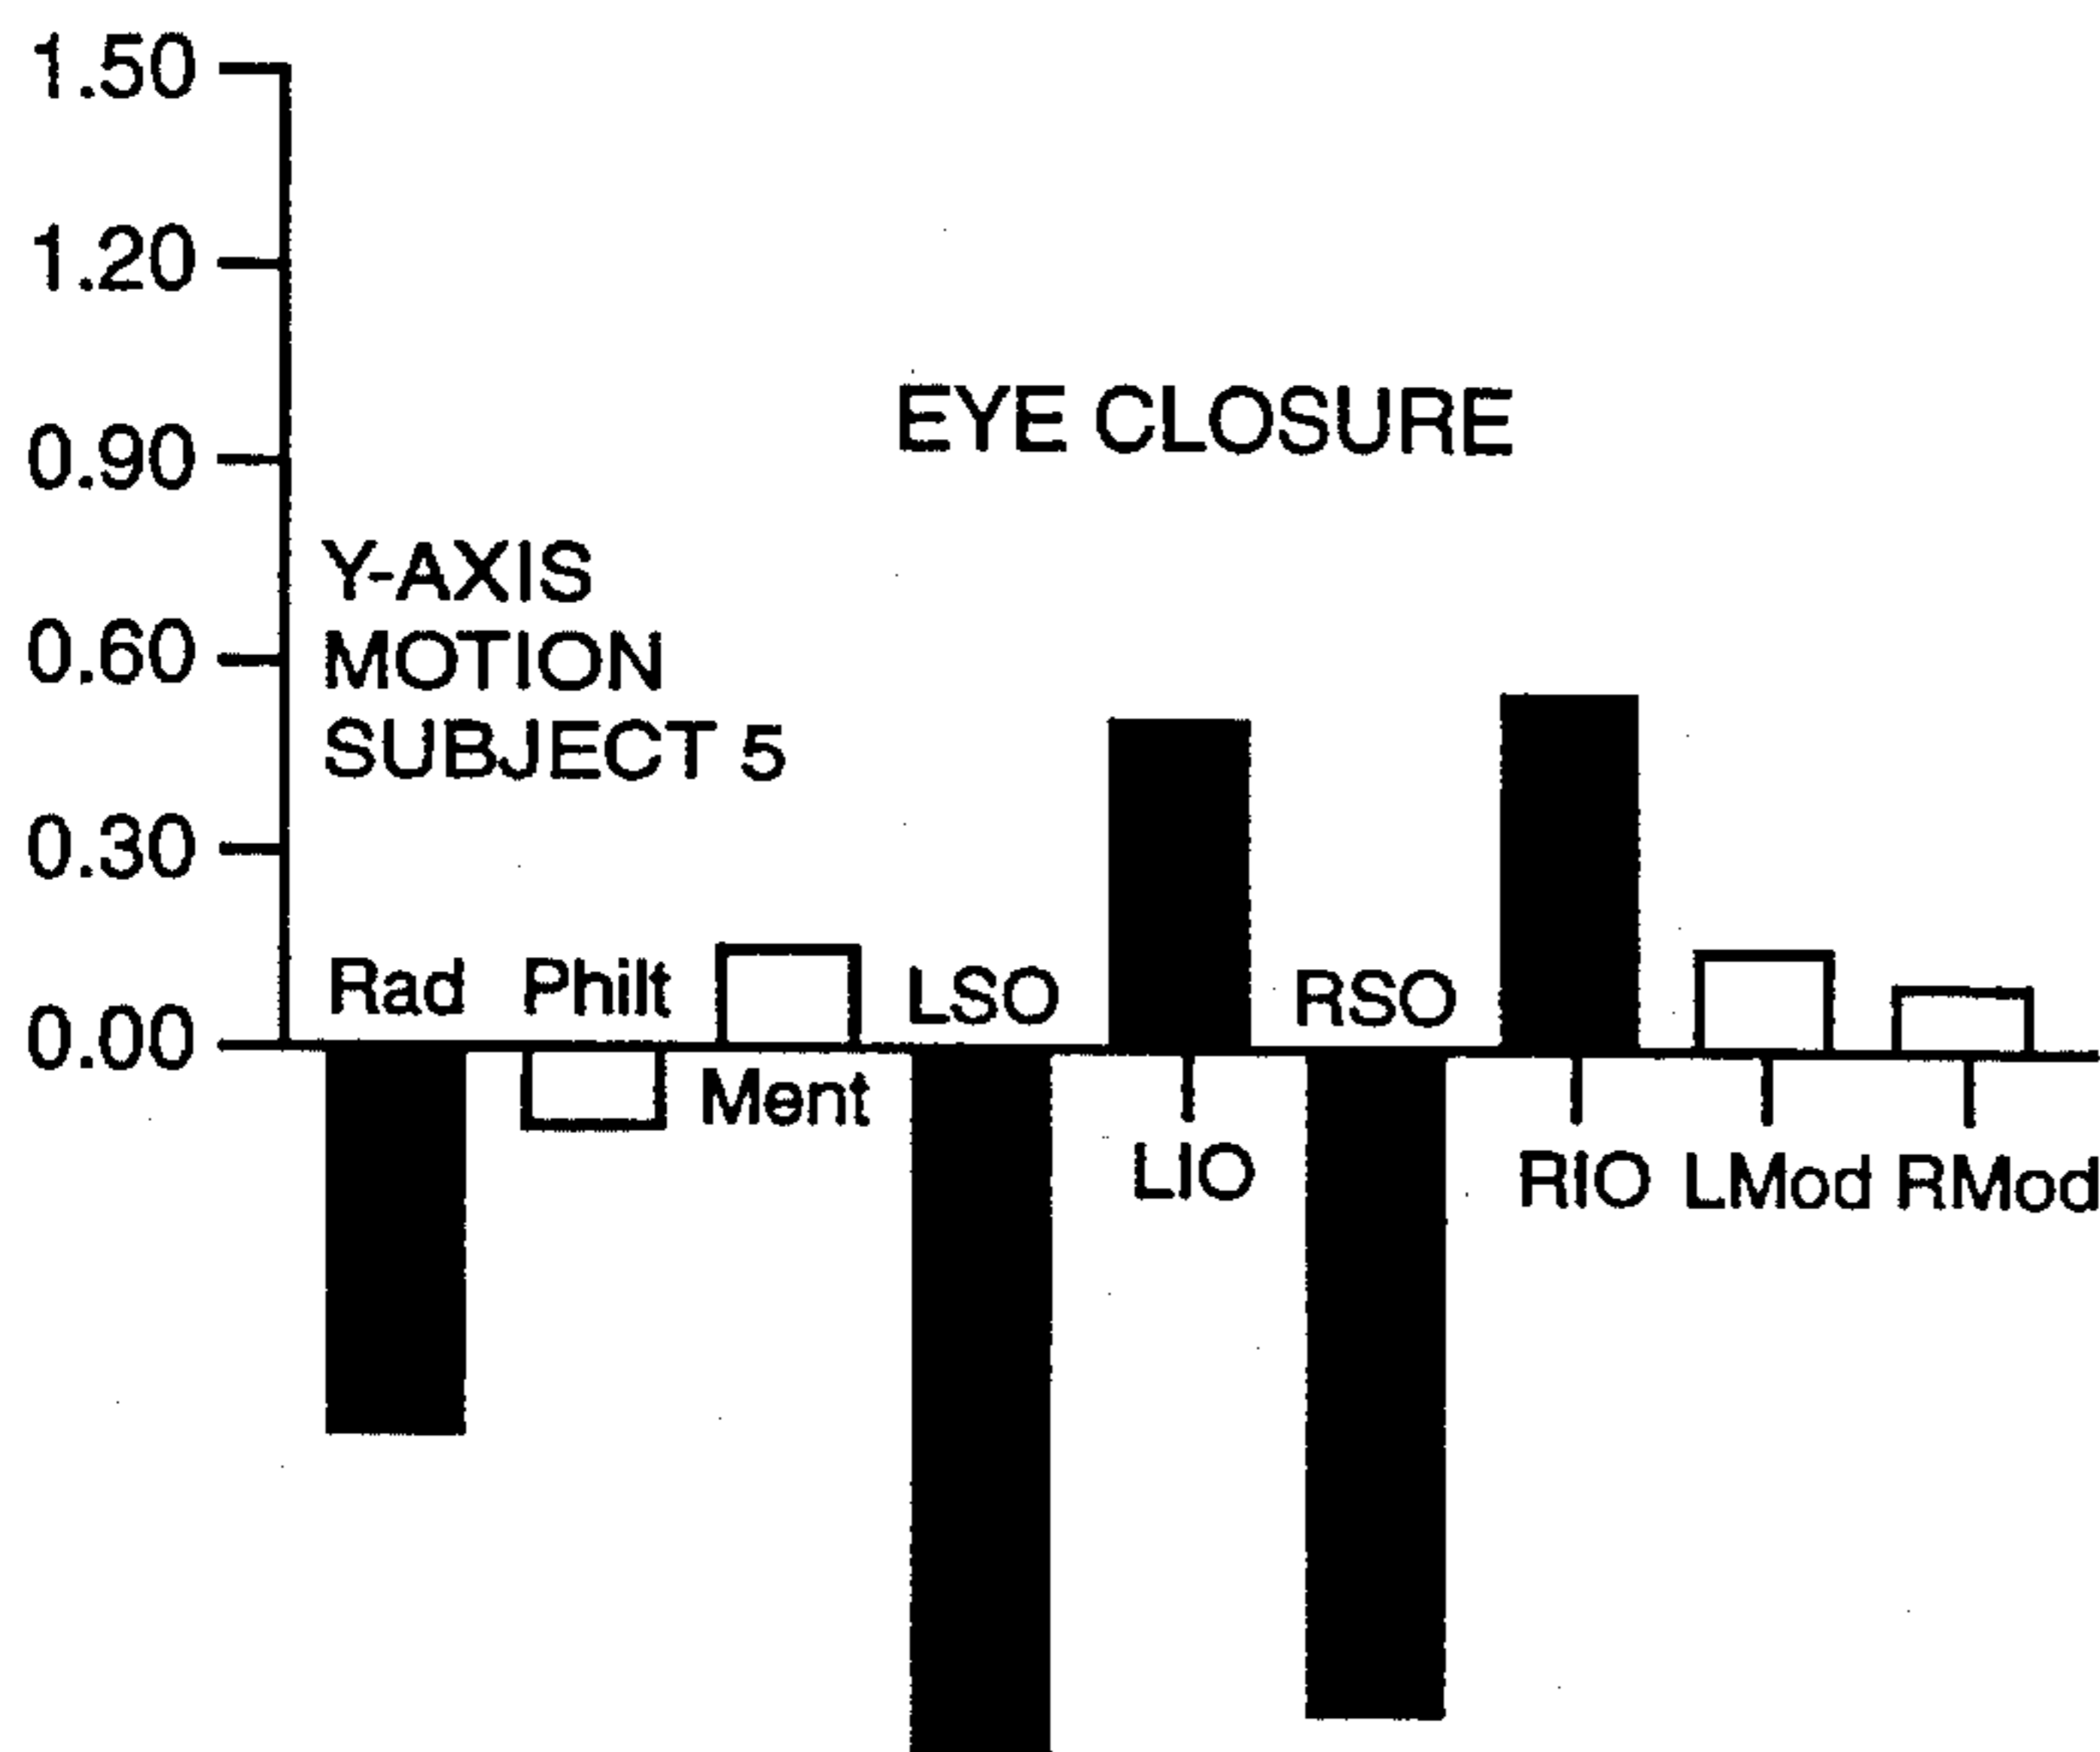 1.50
1.20
EYE CLOSURE
0.90
Y-AXIS
MOTION
SUBJECT 5
0.60
0.30
Rad Philt LSO RSO
0.00
Ment
LIO RIO LMod RMod